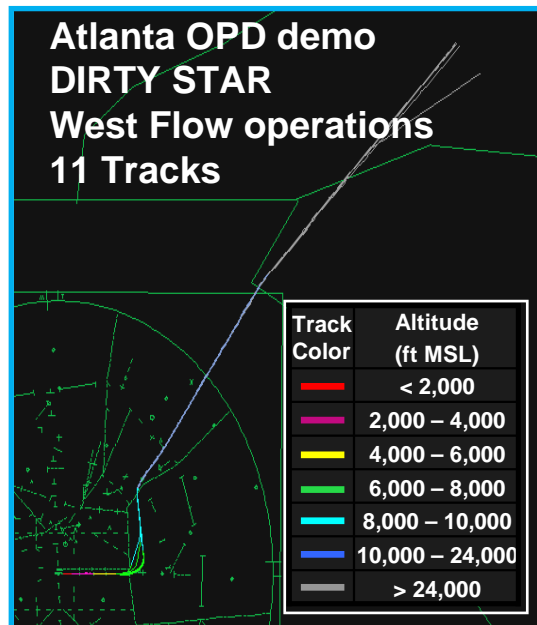 Atlanta OPD demo
DIRTY STAR
West Flow operations
11 Tracks
Track Color
Altitude (ft MSL)
< 2,000
2,000 – 4,000
4,000 – 6,000
6,000 – 8,000
8,000 – 10,000
10,000 – 24,000
> 24,000